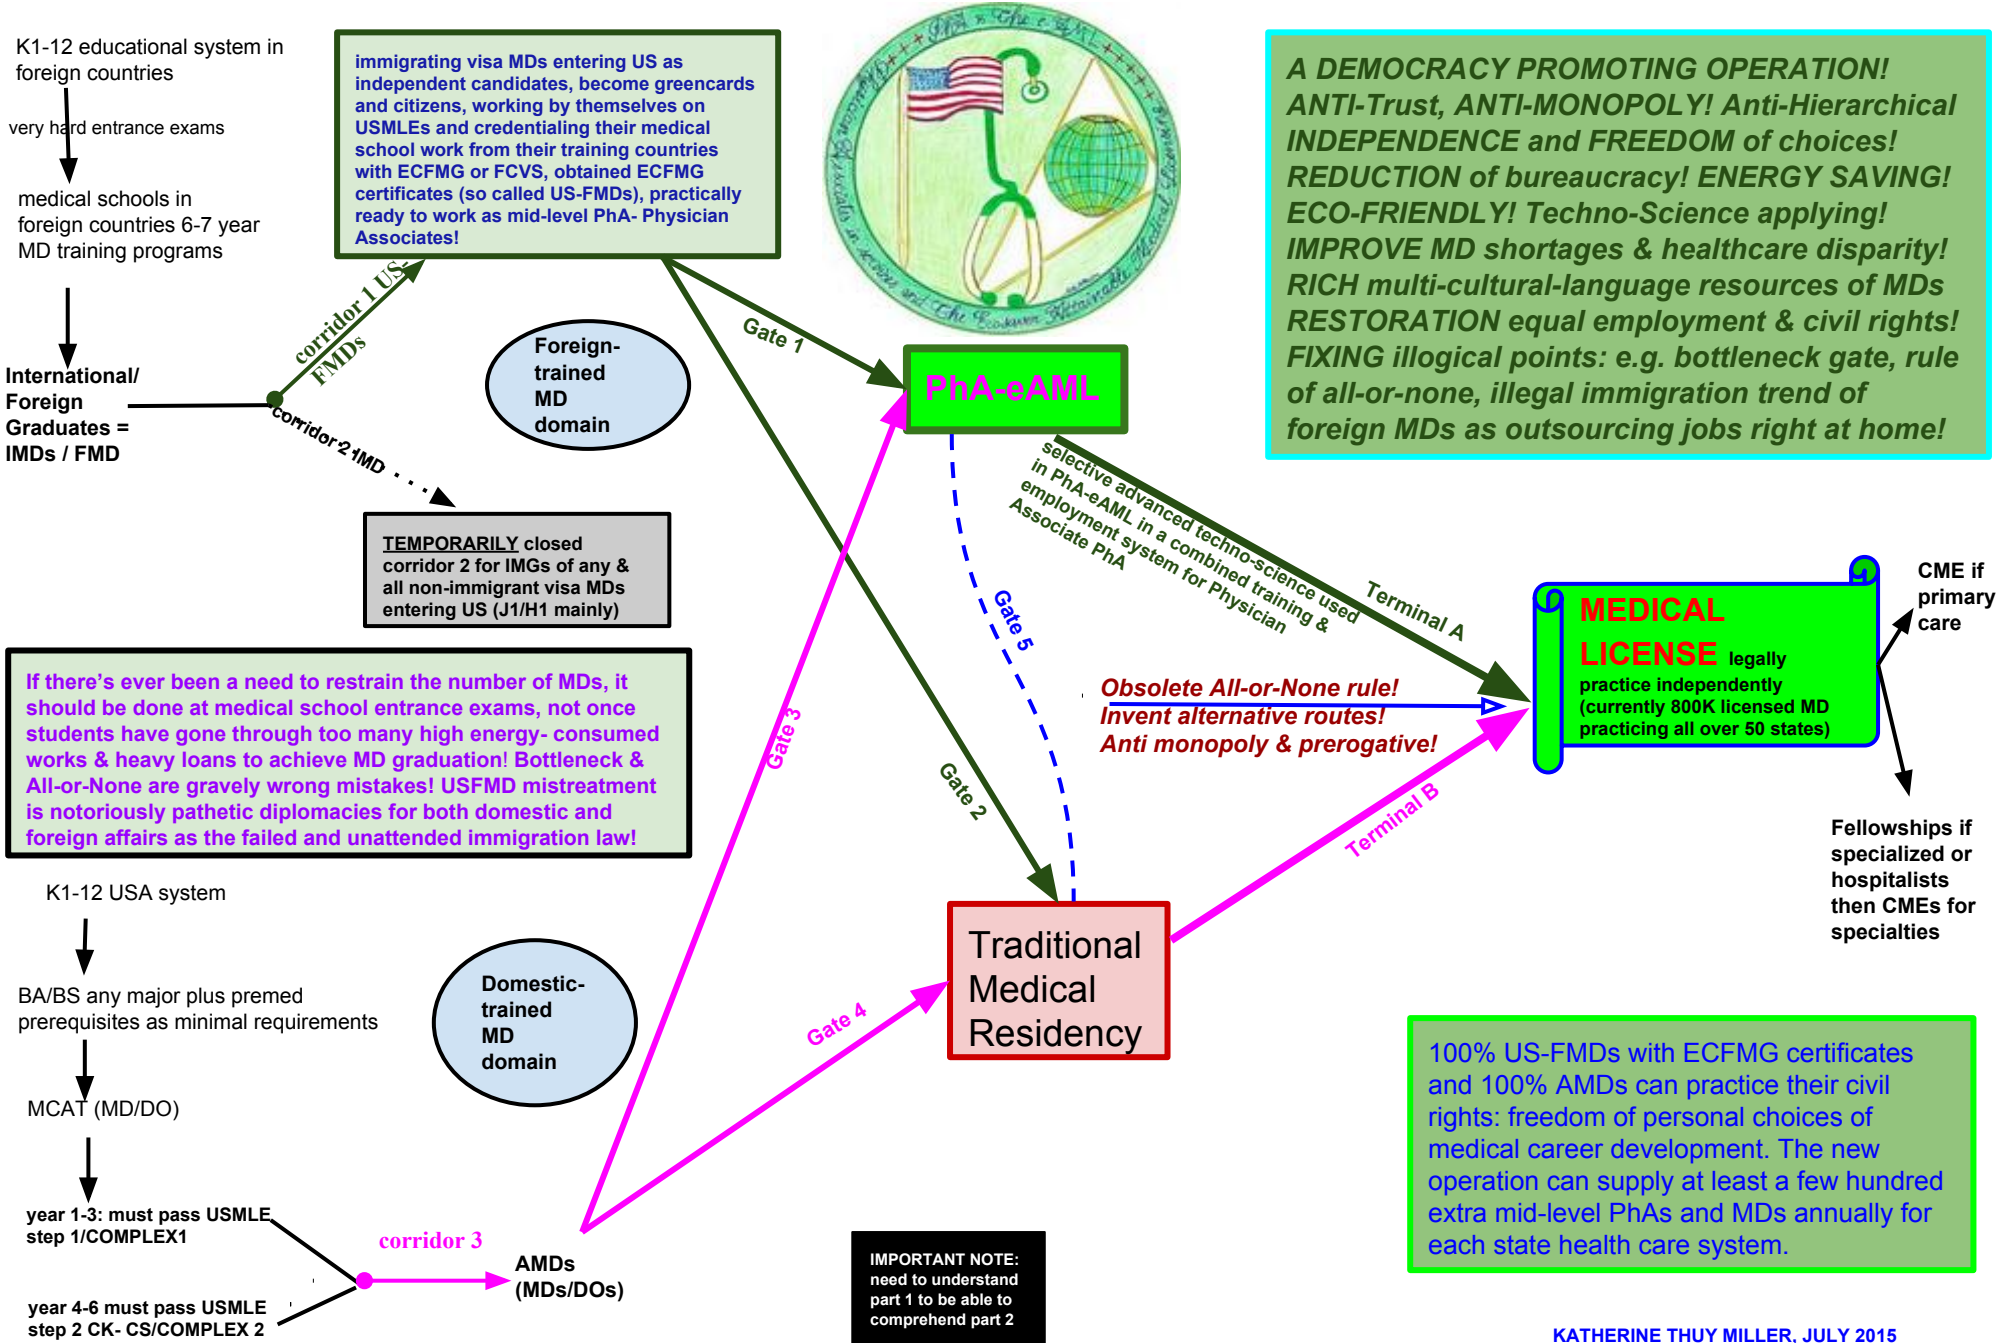 K1-12 educational system in
foreign countries
very hard entrance exams
medical schools in
foreign countries 6-7 year
MD training programs
International/
Foreign
Graduates =
IMDs / FMD
corridor 1 US-
FMDs
corridor 2 IMD
immigrating visa MDs entering US as
independent candidates, become greencards
and citizens, working by themselves on
USMLEs and credentialing their medical
school work from their training countries
with ECFMG or FCVS, obtained ECFMG
certificates (so called US-FMDs), practically
ready to work as mid-level PhA- Physician
Associates!
Foreign-
trained
MD
domain
TEMPORARILY closed
corridor 2 for IMGs of any &
all non-immigrant visa MDs
entering US (J1/H1 mainly)
Gate 1
PhA-eAML
A DEMOCRACY PROMOTING OPERATION!
ANTI-Trust, ANTI-MONOPOLY! Anti-Hierarchical
INDEPENDENCE and FREEDOM of choices!
REDUCTION of bureaucracy! ENERGY SAVING!
ECO-FRIENDLY! Techno-Science applying!
IMPROVE MD shortages & healthcare disparity!
RICH multi-cultural-language resources of MDs
RESTORATION equal employment & civil rights!
FIXING illogical points: e.g. bottleneck gate, rule
of all-or-none, illegal immigration trend of
foreign MDs as outsourcing jobs right at home!
selective advanced techno-science used
in PhA-eAML in a combined training &
employment system for Physician
Associate PhA
Terminal A
Gate 5
Gate 3
Gate 2
Obsolete All-or-None rule!
Invent alternative routes!
Anti monopoly & prerogative!
MEDICAL
LICENSE legally
practice independently
(currently 800K licensed MD
practicing all over 50 states)
CME if
primary
care
Fellowships if
specialized or
hospitalists
then CMEs for
specialties
Terminal B
If there's ever been a need to restrain the number of MDs, it
should be done at medical school entrance exams, not once
students have gone through too many high energy- consumed
works & heavy loans to achieve MD graduation! Bottleneck &
All-or-None are gravely wrong mistakes! USFMD mistreatment
is notoriously pathetic diplomacies for both domestic and
foreign affairs as the failed and unattended immigration law!
K1-12 USA system
BA/BS any major plus premed
prerequisites as minimal requirements
MCAT (MD/DO)
year 1-3: must pass USMLE
step 1/COMPLEX1
year 4-6 must pass USMLE
step 2 CK- CS/COMPLEX 2
corridor 3
AMDs
(MDs/DOs)
Domestic-
trained
MD
domain
Gate 4
Traditional
Medical
Residency
IMPORTANT NOTE:
need to understand
part 1 to be able to
comprehend part 2
100% US-FMDs with ECFMG certificates
and 100% AMDs can practice their civil
rights: freedom of personal choices of
medical career development. The new
operation can supply at least a few hundred
extra mid-level PhAs and MDs annually for
each state health care system.
KATHERINE THUY MILLER, JULY 2015